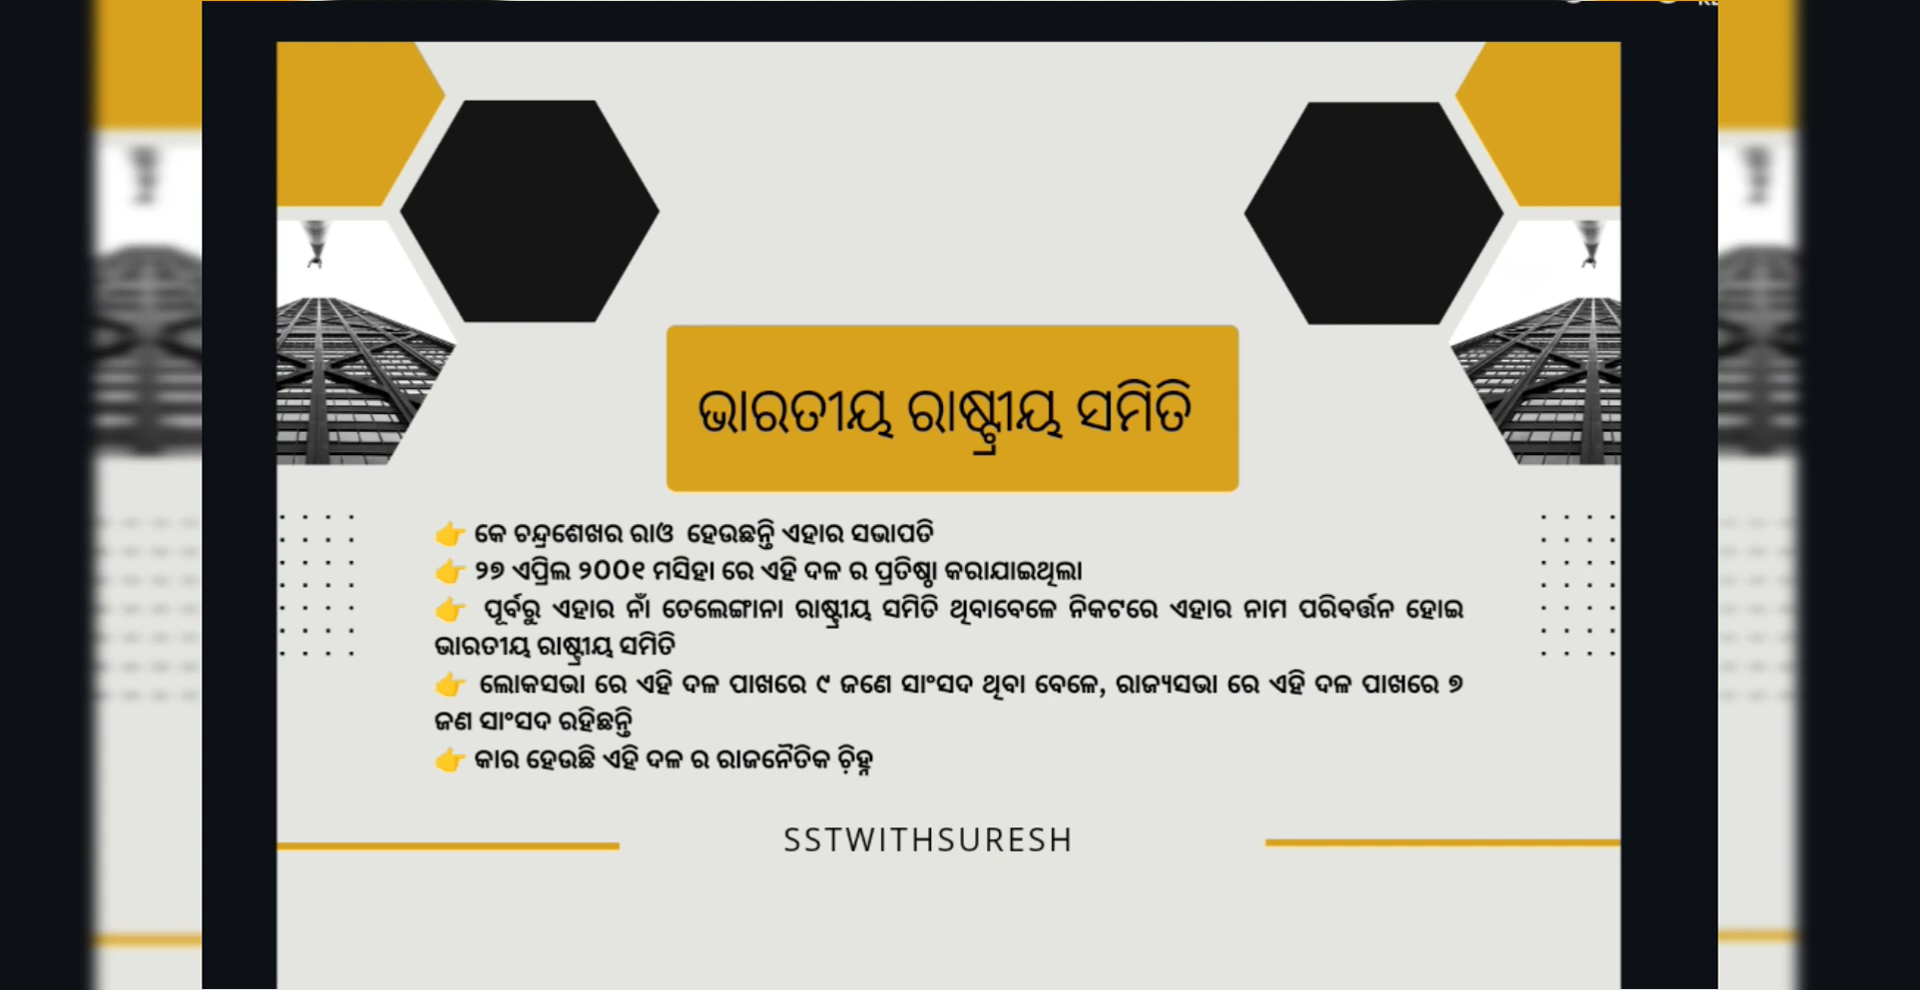 ଭାରତୀୟ ରାଷ୍ଟ୍ରୀୟ ସମିତି
👉 କେ ଚନ୍ଦ୍ରଶେଖର ରାଓ ହେଉଛନ୍ତି ଏହାର ସଭାପତି
👉 ୨୭ ଏପ୍ରିଲ ୨୦୦୧ ମସିହା ରେ ଏହି ଦଳ ର ପ୍ରତିଷ୍ଠା କରାଯାଇଥିଲା
👉 ପୂର୍ବରୁ ଏହାର ନାଁ ତେଲେଙ୍ଗାନା ରାଷ୍ଟ୍ରୀୟ ସମିତି ଥିବାବେଳେ ନିକଟରେ ଏହାର ନାମ ପରିବର୍ତ୍ତନ ହୋଇ
ଭାରତୀୟ ରାଷ୍ଟ୍ରୀୟ ସମିତି
👉 ଲୋକସଭା ରେ ଏହି ଦଳ ପାଖରେ ୯ ଜଣେ ସାଂସଦ ଥିବା ବେଳେ, ରାଜ୍ୟସଭା ରେ ଏହି ଦଳ ପାଖରେ ୭
ଜଣ ସାଂସଦ ରହିଛନ୍ତି
👉 କାର ହେଉଛି ଏହି ଦଳ ର ରାଜନୈତିକ ଚ଼ିହ୍ନ
SSTWITHSURESH